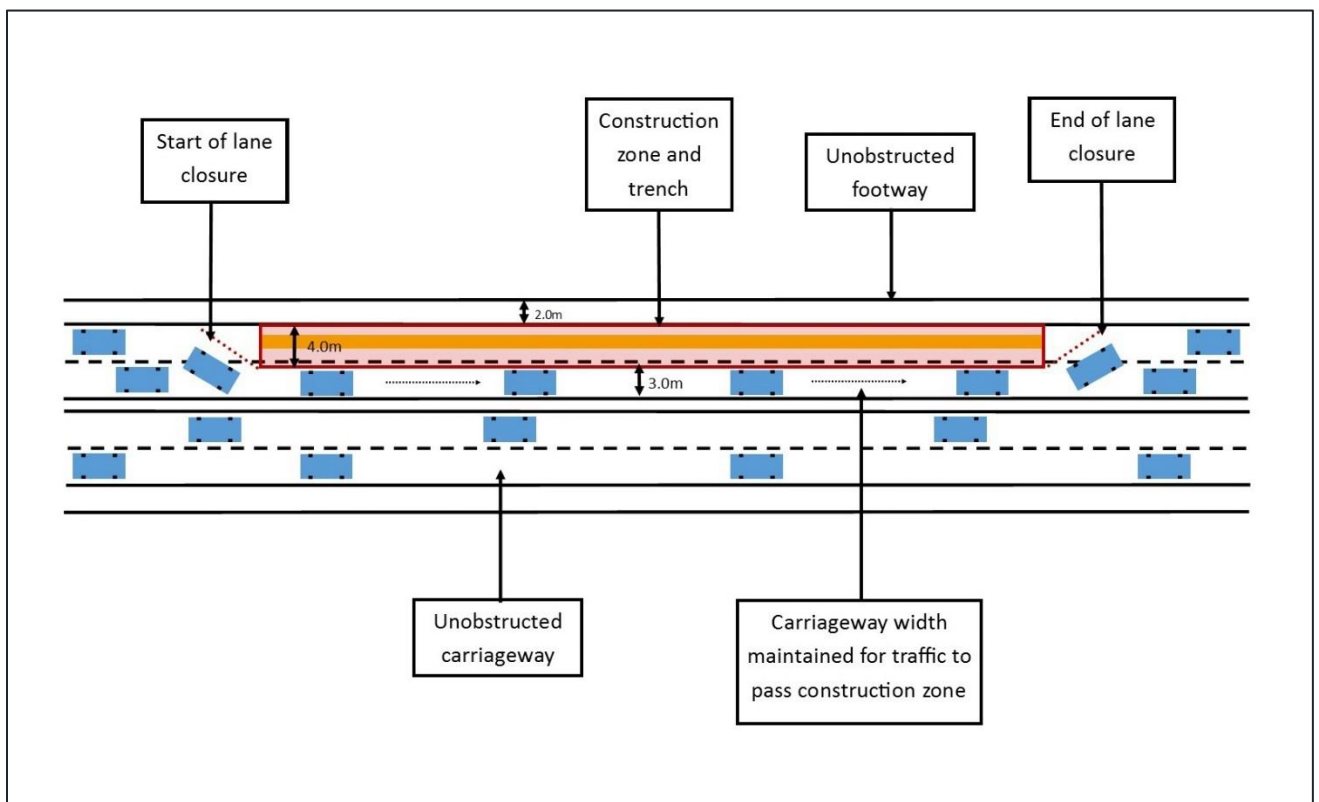 Start of lane
closure
Construction
zone and
trench
Unobstructed
footway
End of lane
closure
2.0m
4.0m
3.0m
Unobstructed
carriageway
Carriageway width
maintained for traffic to
pass construction zone